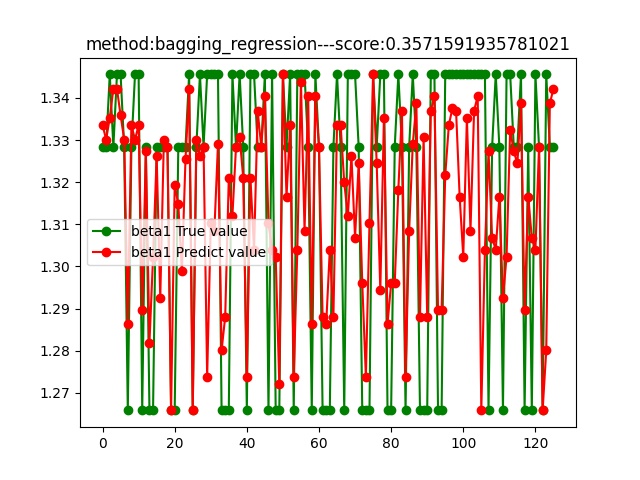 method:bagging_regression---score:0.3571591935781021
1.34
1.33
1.32
1.31
1.30
1.29
1.28
1.27
beta1 True value
beta1 Predict value
0 20 40 60 80 100 120